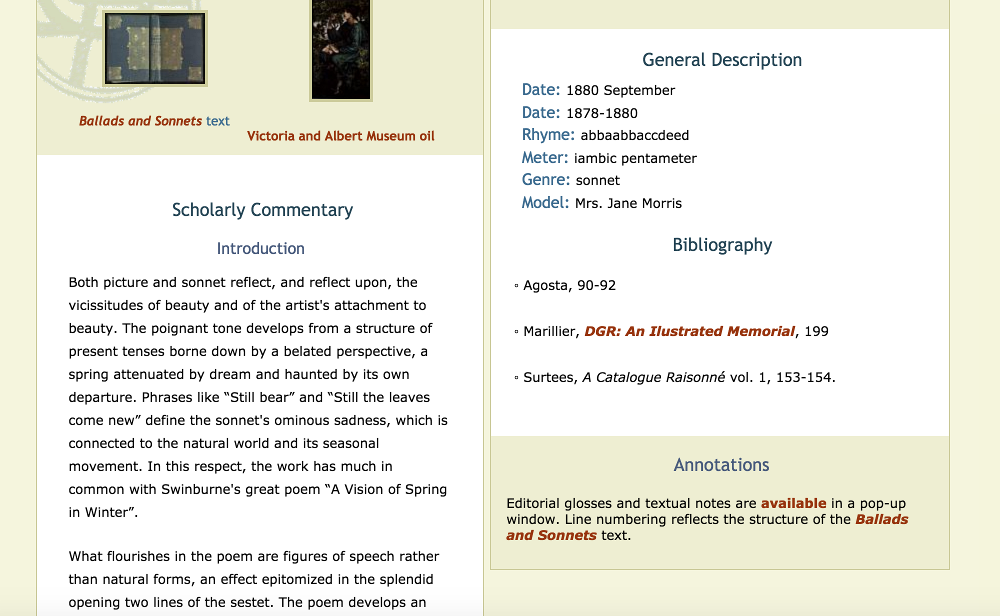 Ballads and Sonnets text
Victoria and Albert Museum oil
Scholarly Commentary
Introduction
Both picture and sonnet reflect, and reflect upon, the
vicissitudes of beauty and of the artist's attachment to
beauty. The poignant tone develops from a structure of
present tenses borne down by a belated perspective, a
spring attenuated by dream and haunted by its own
departure. Phrases like “Still bear” and “Still the leaves
come new” define the sonnet's ominous sadness, which is
connected to the natural world and its seasonal
movement. In this respect, the work has much in
common with Swinburne's great poem “A Vision of Spring
in Winter”.
What flourishes in the poem are figures of speech rather
than natural forms, an effect epitomized in the splendid
opening two lines of the sestet. The poem develops an
General Description
Date: 1880 September
Date: 1878-1880
Rhyme: abbaabbaccdeed
Meter: iambic pentameter
Genre: sonnet
Model: Mrs. Jane Morris
Bibliography
◦ Agosta, 90-92
◦ Marillier, DGR: An Ilustrated Memorial, 199
◦ Surtees, A Catalogue Raisonné vol. 1, 153-154.
Annotations
Editorial glosses and textual notes are available in a pop-up
window. Line numbering reflects the structure of the Ballads
and Sonnets text.